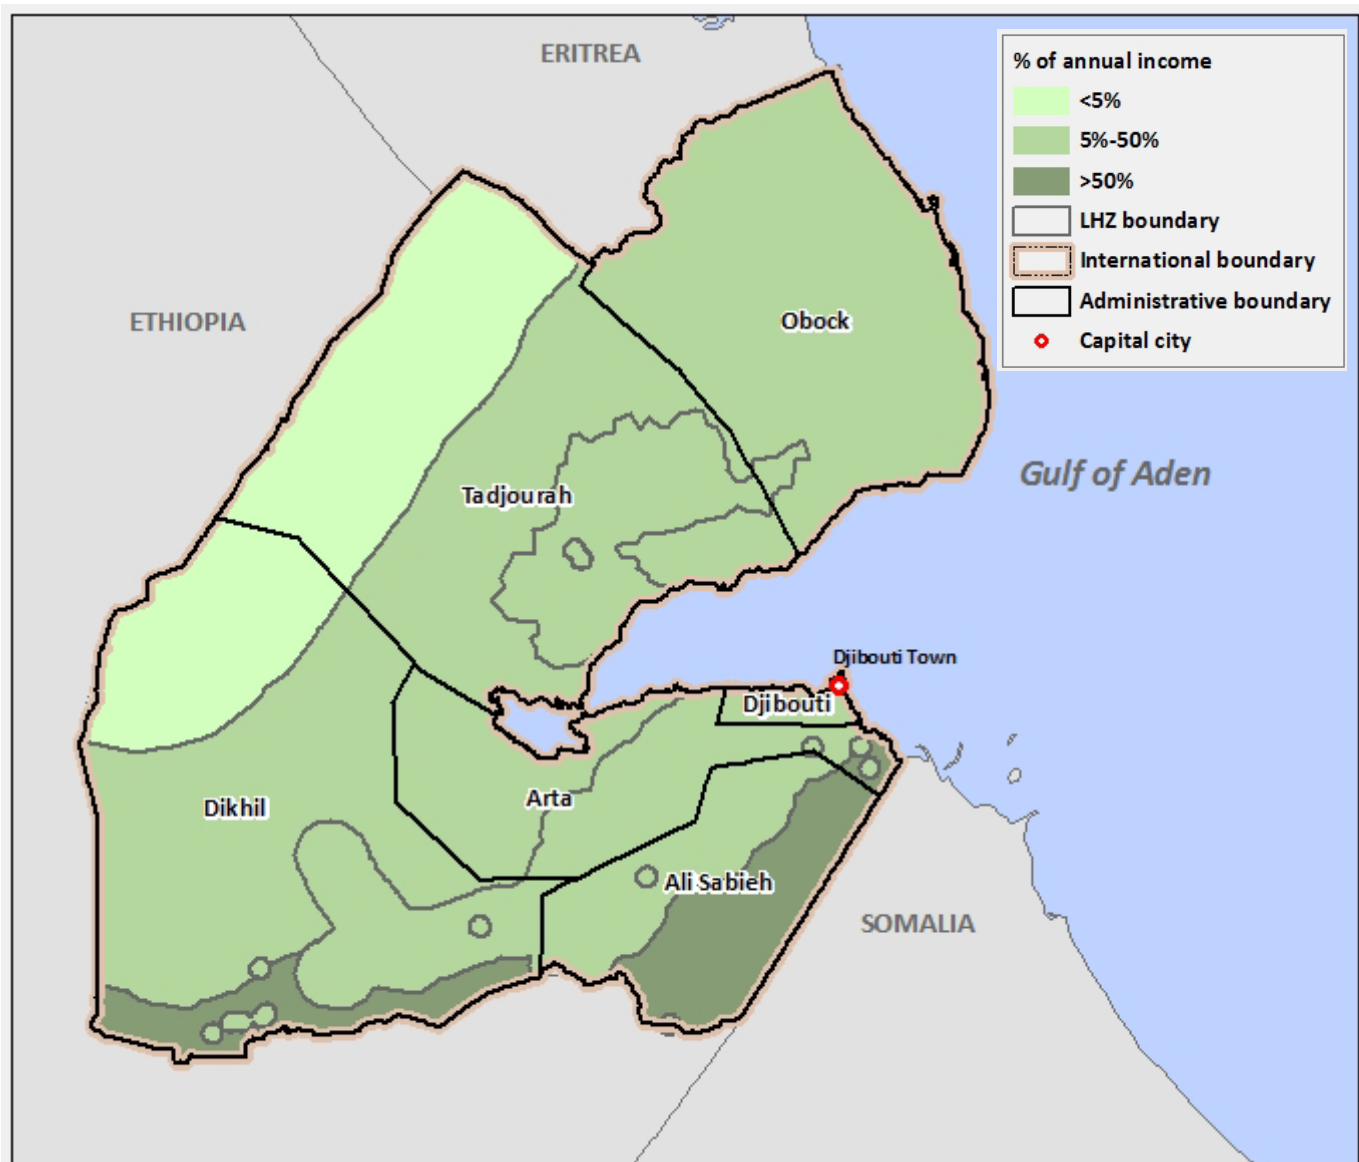 ERITREA
% of annual income
<5%
5%-50%
>50%
LHZ boundary
International boundary
Administrative boundary
Capital city
ETHIOPIA
Obock
Gulf of Aden
Tadjourah
Djibouti Town
Djibouti
Arta
Dikhil
Ali Sabieh
SOMALIA